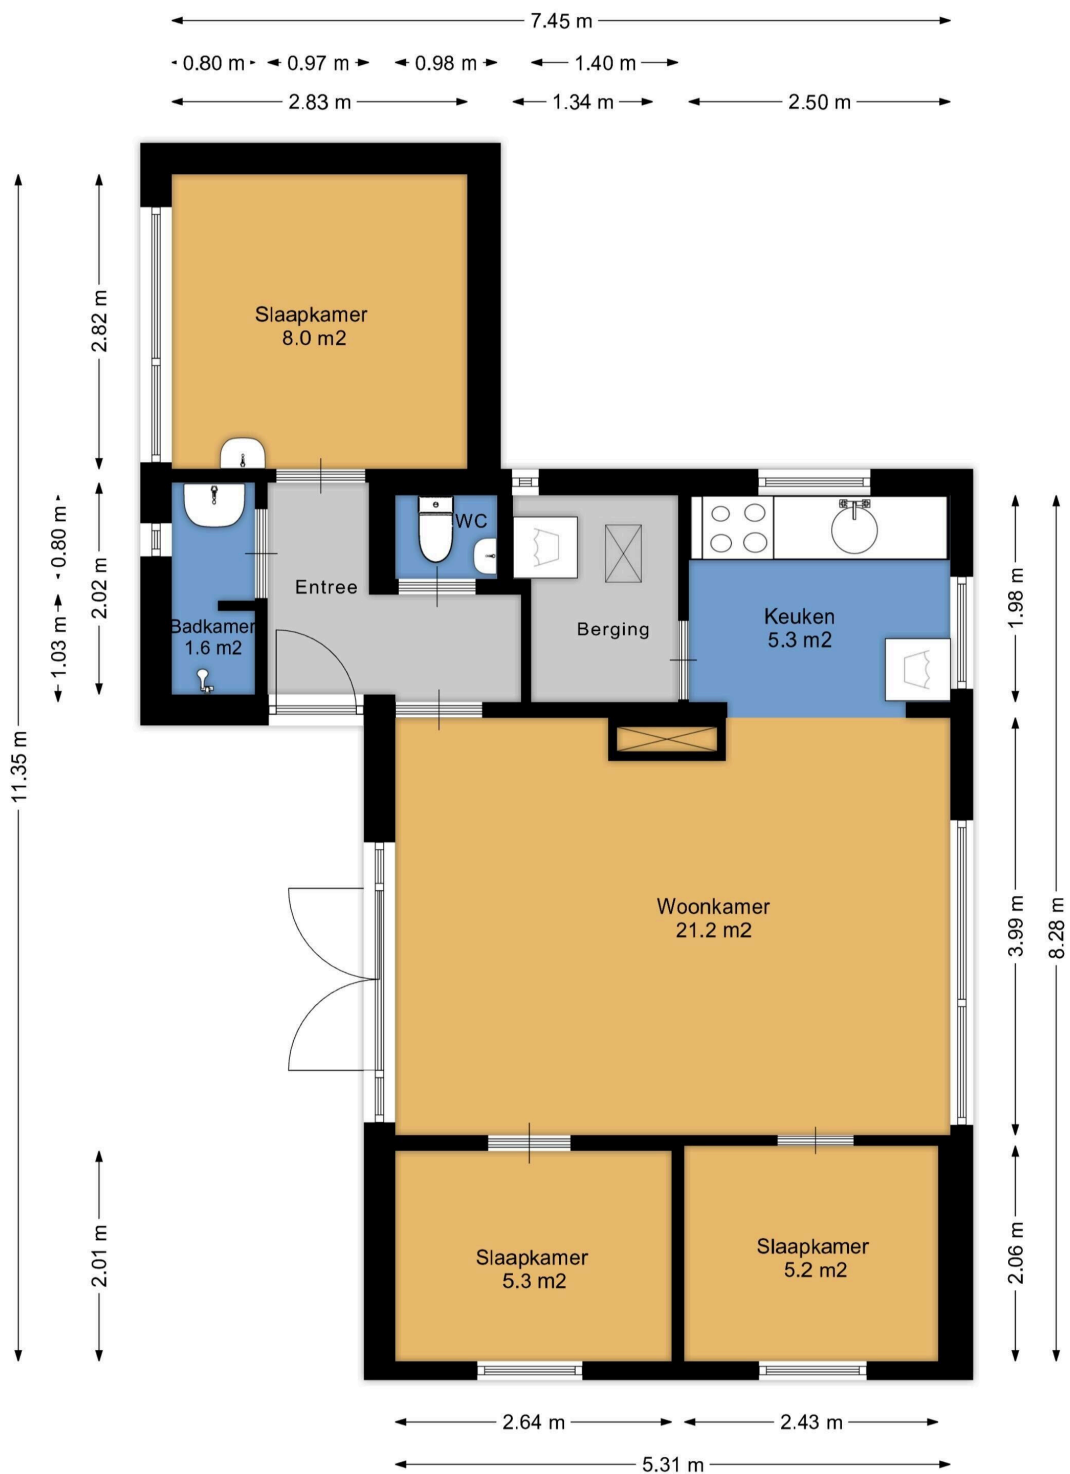 7.45 m
0.80 m
0.97 m
0.98 m
1.40 m
2.83 m
1.34 m
2.50 m
11.35 m
2.82 m
Slaapkamer
8.0 m2
0.80 m
1.03 m
2.02 m
WC
Entree
Badkamer
1.6 m2
Berging
Keuken
5.3 m2
1.98 m
Woonkamer
21.2 m2
3.99 m
8.28 m
2.01 m
Slaapkamer
5.3 m2
Slaapkamer
5.2 m2
2.06 m
2.64 m
2.43 m
5.31 m